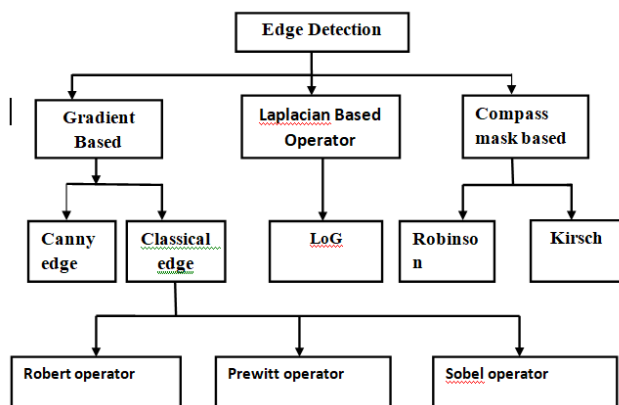 Edge Detection
Gradient
Based
Laplacian Based
Operator
Compass
mask based
Canny
edge
Classical
edge
LoG
Robinso
n
Kirsch
Robert operator
Prewitt operator
Sobel operator